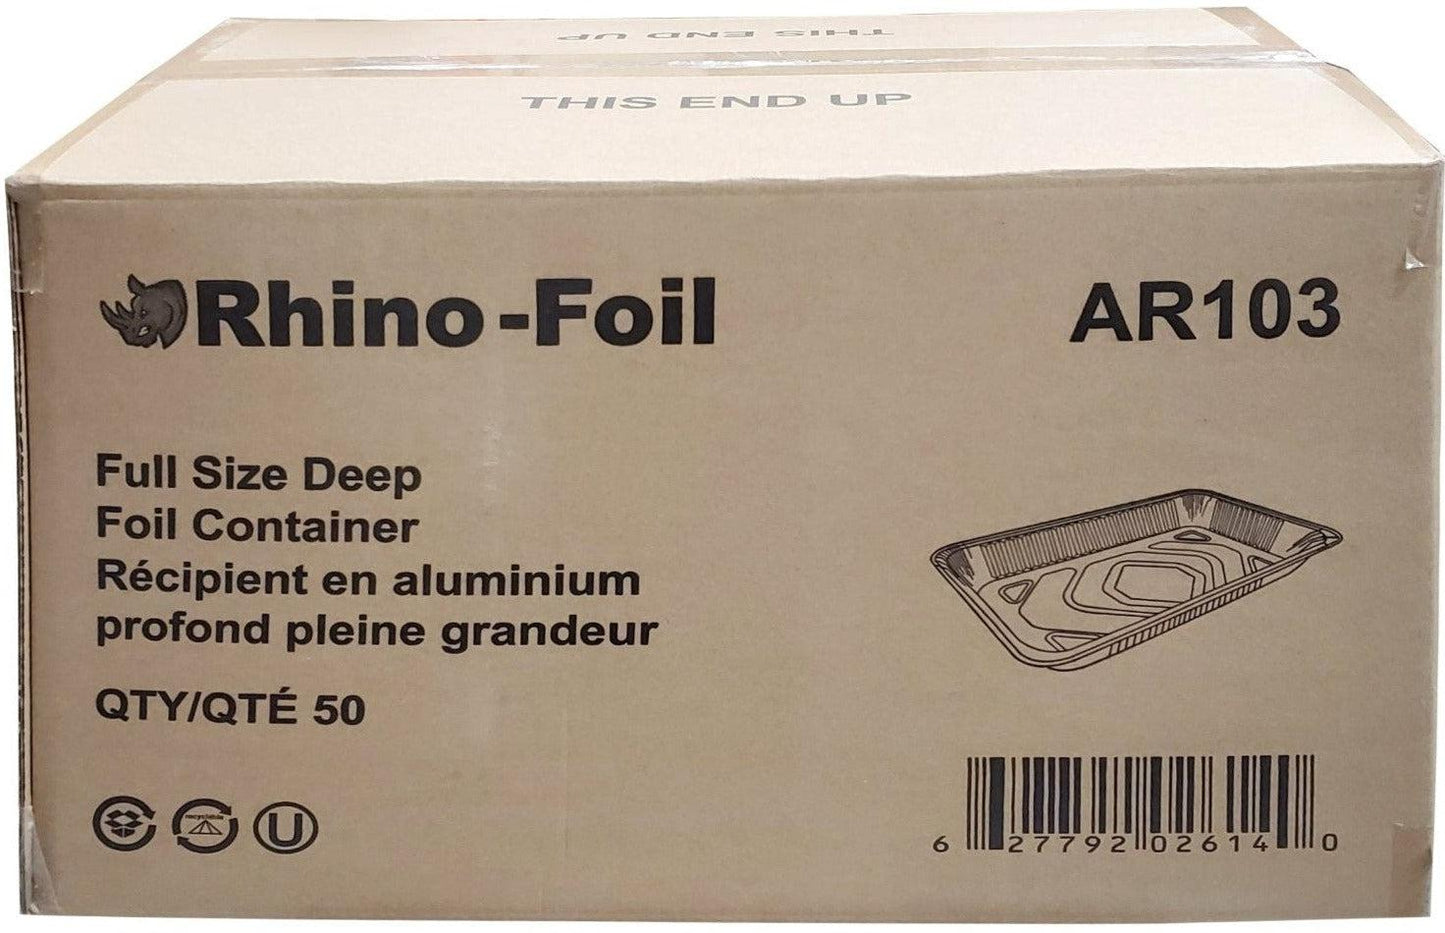 THIS END UP
THIS END UP
Rhino-Foil
AR103
Full Size Deep
Foil Container
Récipient en aluminium
profond pleine grandeur
QTY/QTÉ 50
recyclable
U
6 27792 02614 0